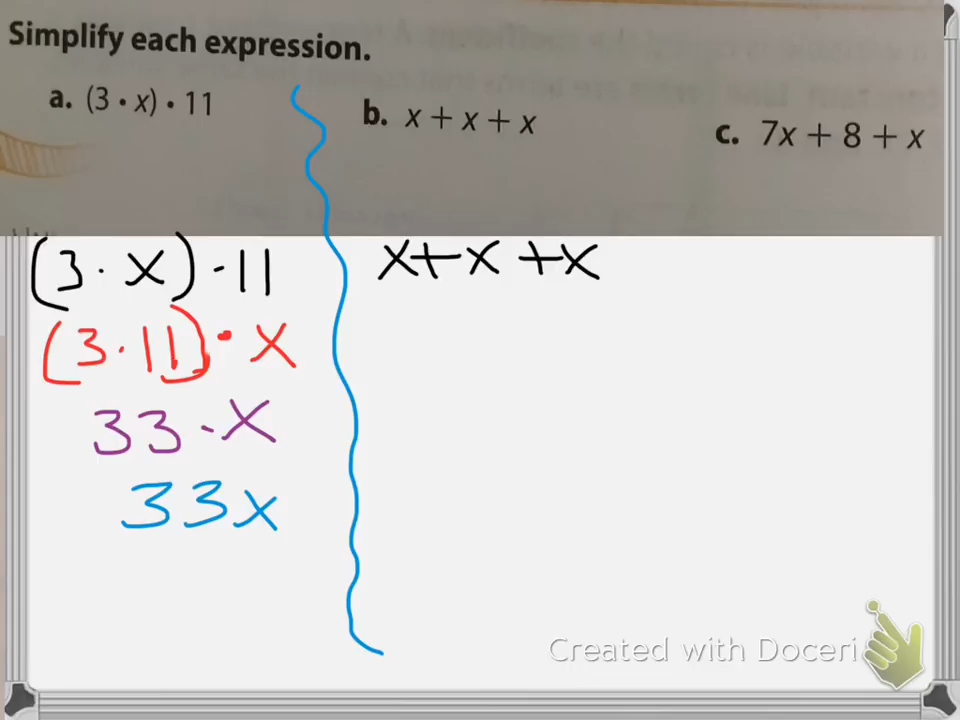 Simplify each expression.
a. (3 • x) • 11
b. x + x + x
c. 7x + 8 + x
(3 · x) · 11
(3 · 11) · x
33 · x
33x
x + x + x
Created with Doceri